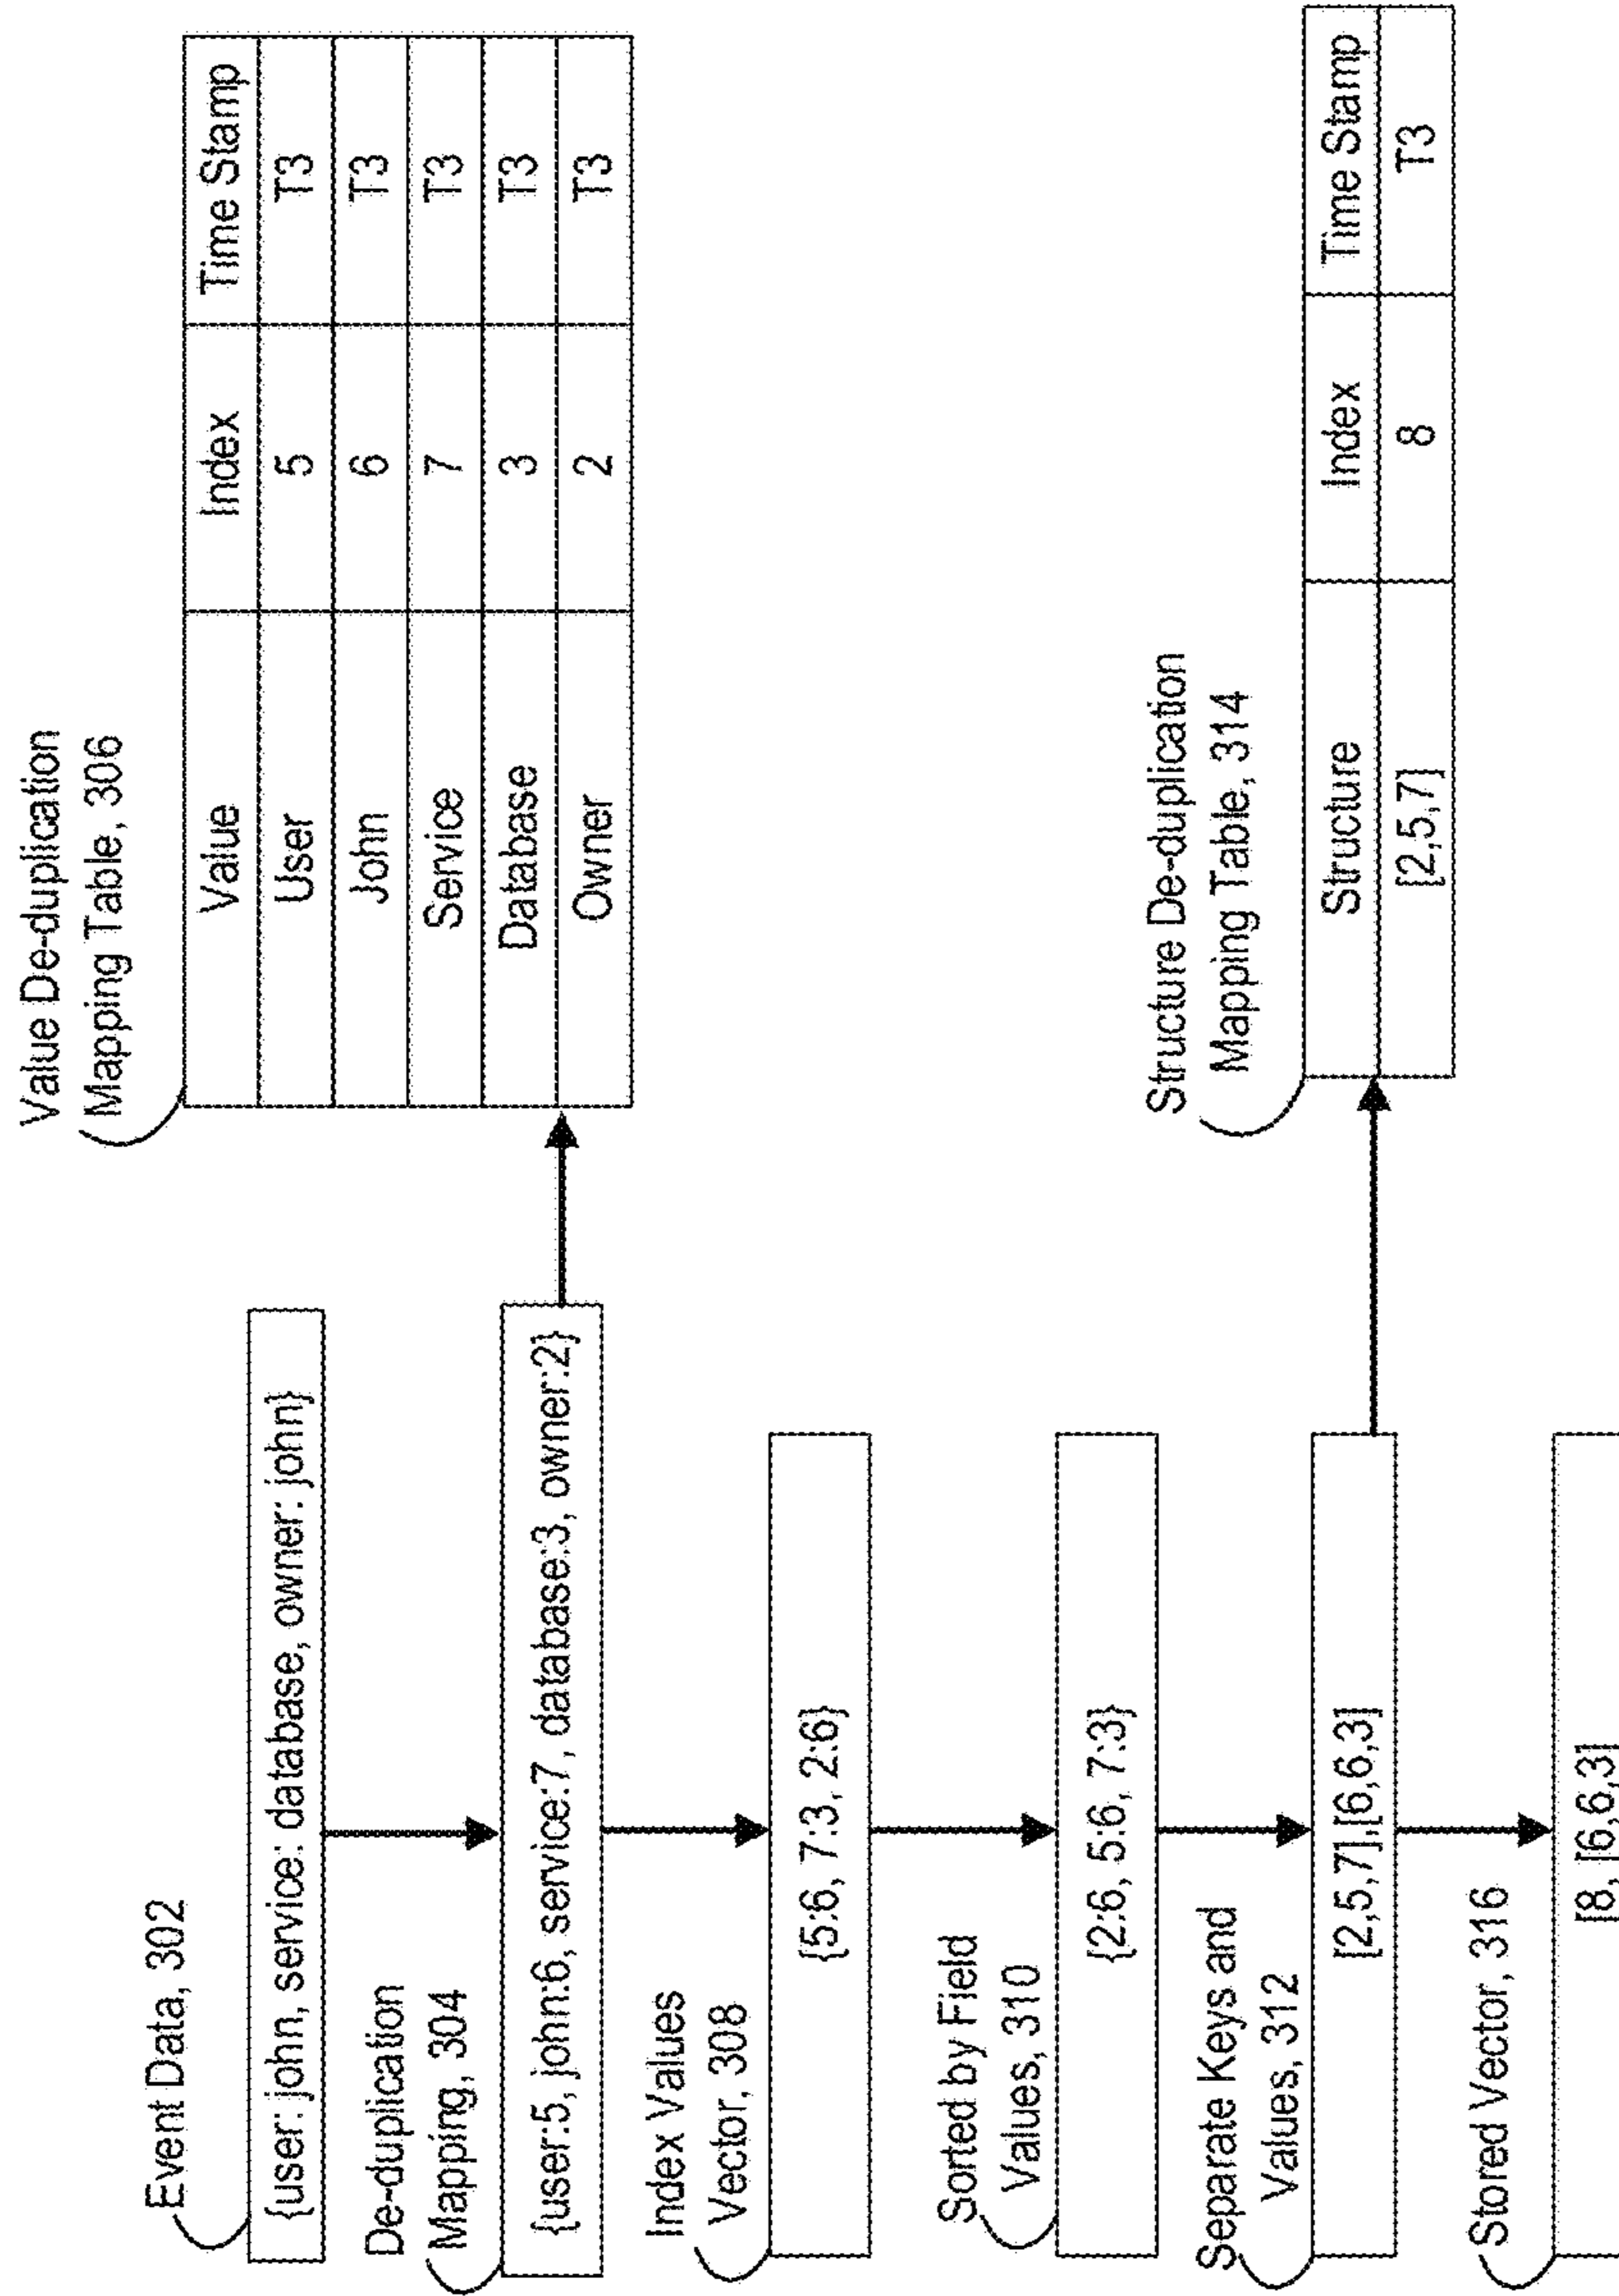 Event Data, 302
{user: john, service: database, owner: john}
De-duplication
Mapping, 304
{user:5, john:6, service:7, database:3, owner:2}
Value De-duplication
Mapping Table, 306
Value Index Time Stamp
User 5 T3
John 6 T3
Service 7 T3
Database 3 T3
Owner 2 T3
Index Values
Vector, 308
{5:6, 7:3, 2:6}
Sorted by Field
Values, 310
{2:6, 5:6, 7:3}
Separate Keys and
Values, 312
[2,5,7],[6,6,3]
Structure De-duplication
Mapping Table, 314
Structure Index Time Stamp
[2,5,7] 8 T3
Stored Vector, 316
[8, [6,6,3]